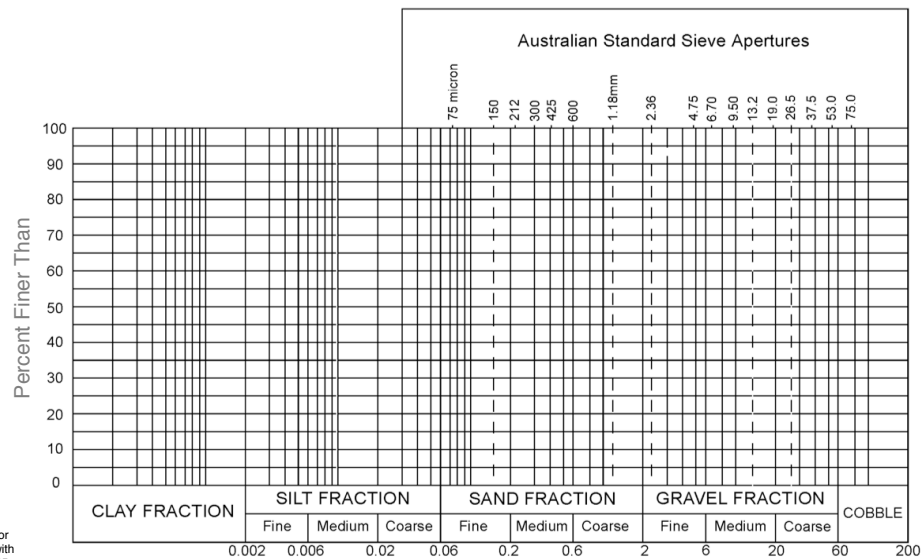 Australian Standard Sieve Apertures
75 micron 150 212 300 425 600 1.18mm 2.36 4.75 6.70 9.50 13.2 19.0 26.5 37.5 53.0 75.0
Percent Finer Than
100
90
80
70
60
50
40
30
20
10
0
CLAY FRACTION SILT FRACTION SAND FRACTION GRAVEL FRACTION COBBLE
Fine Medium Coarse Fine Medium Coarse Fine Medium Coarse
0.002 0.006 0.02 0.06 0.2 0.6 2 6 20 60 200
or
with